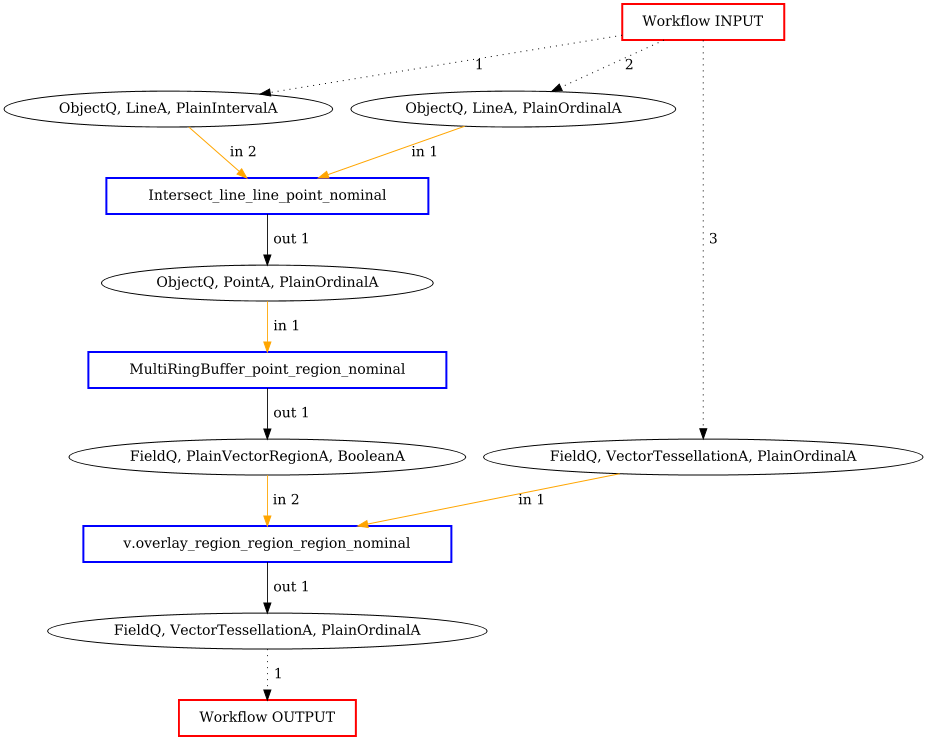 Workflow INPUT
1
2
ObjectQ, LineA, PlainIntervalA
ObjectQ, LineA, PlainOrdinalA
in 2
in 1
Intersect_line_line_point_nominal
out 1
3
ObjectQ, PointA, PlainOrdinalA
in 1
MultiRingBuffer_point_region_nominal
out 1
FieldQ, PlainVectorRegionA, BooleanA
FieldQ, VectorTessellationA, PlainOrdinalA
in 2
in 1
v.overlay_region_region_region_nominal
out 1
FieldQ, VectorTessellationA, PlainOrdinalA
1
Workflow OUTPUT